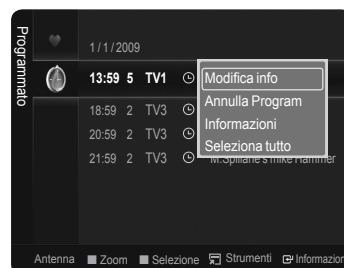 Programmato
1 / 1 / 2009
13:59 5 TV1
18:59 2 TV3
20:59 2 TV3
21:59 2 TV3 M.Spillane's mike Hammer
Modifica info
Annulla Program
Informazioni
Seleziona tutto
Antenna Zoom Selezione Strumenti Informazion